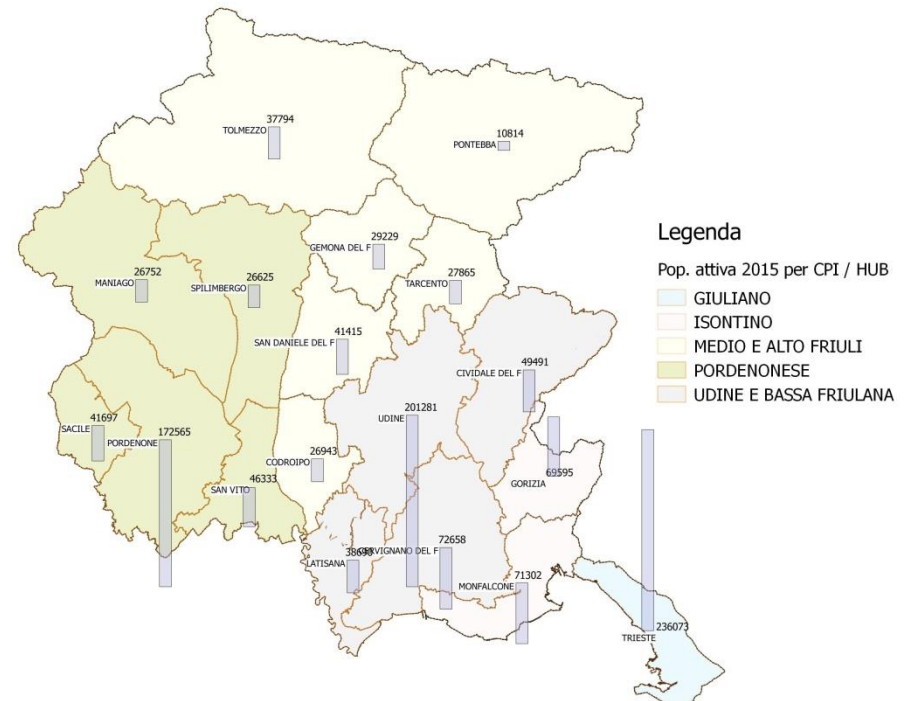 37794
TOLMEZZO
10814
PONTEBBA
29229
GEMONA DEL F
26752
MANIAGO
26625
SPILIMBERGO
27865
TARCENTO
41415
SAN DANIELE DEL F
49491
CIVIDALE DEL F
41697
SACILE
172565
PORDENONE
201281
UDINE
26943
CODROIPO
46333
SAN VITO
69595
GORIZIA
72658
CERVIGNANO DEL F
LATISANA
71302
MONFALCONE
236073
TRIESTE
Legenda
Pop. attiva 2015 per CPI / HUB
GIULIANO
ISONTINO
MEDIO E ALTO FRIULI
PORDENONESE
UDINE E BASSA FRIULANA